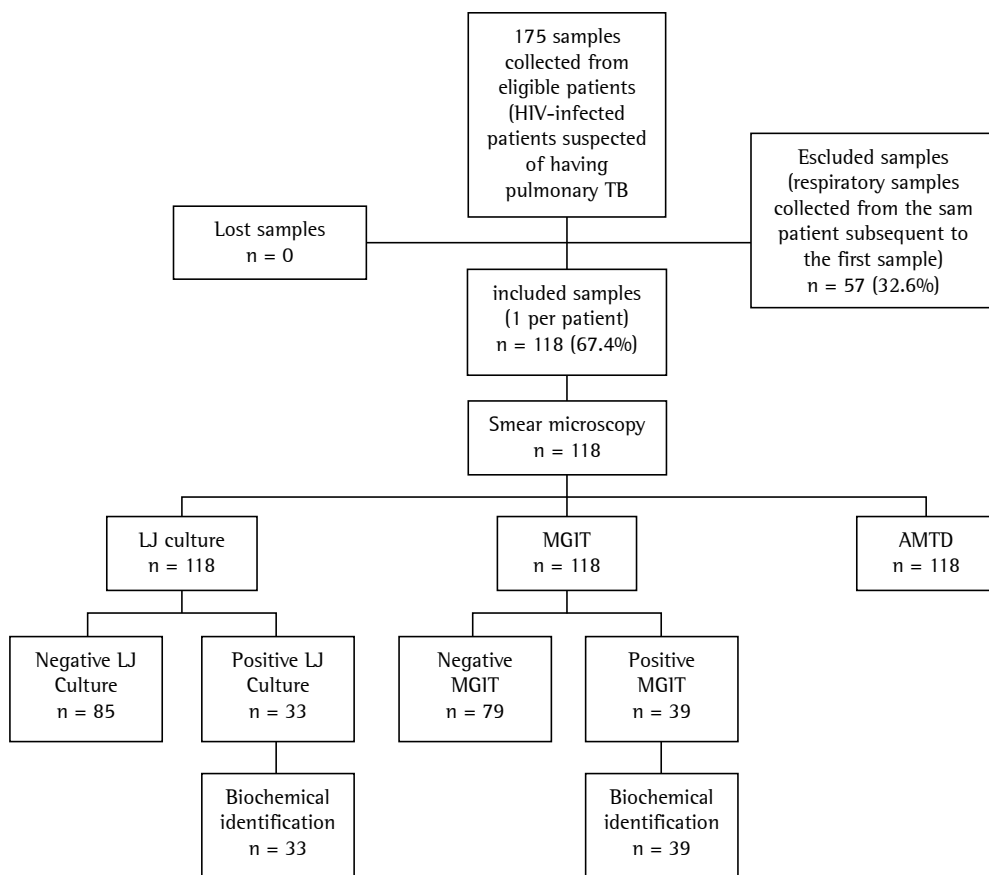 175 samples
collected from
eligible patients
(HIV-infected
patients suspected
of having
pulmonary TB
Escluded samples
(respiratory samples
collected from the sam
patient subsequent to
the first sample)
n = 57 (32.6%)
Lost samples
n = 0
included samples
(1 per patient)
n = 118 (67.4%)
Smear microscopy
n = 118
LJ culture
n = 118
MGIT
n = 118
AMTD
n = 118
Negative LJ
Culture
n = 85
Positive LJ
Culture
n = 33
Negative
MGIT
n = 79
Positive
MGIT
n = 39
Biochemical
identification
n = 33
Biochemical
identification
n = 39